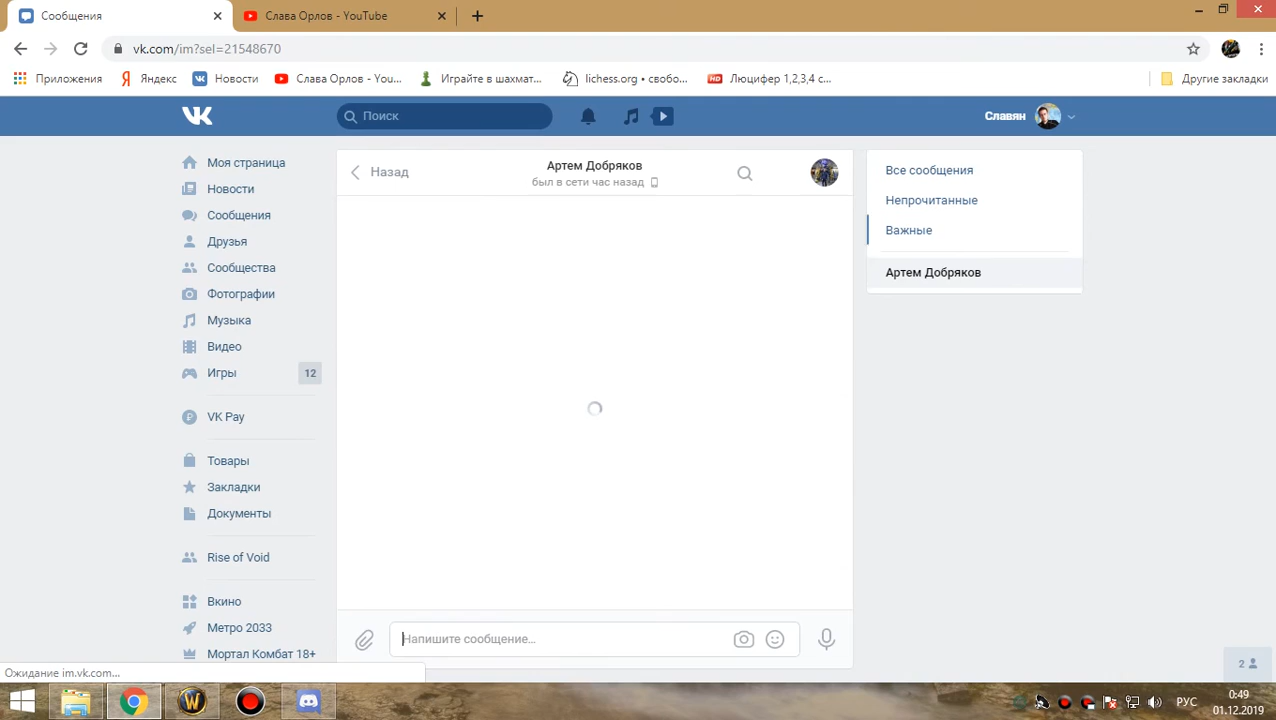 Сообщения
Слава Орлов - YouTube
vk.com/im?sel=21548670
Приложения
Яндекс
Новости
Слава Орлов - You...
Играйте в шахмат...
lichess.org • свобо...
HD
Люцифер 1,2,3,4 с...
Другие закладки
Поиск
Славян
Моя страница
Новости
Сообщения
Друзья
Сообщества
Фотографии
Музыка
Видео
Игры
12
VK Pay
Товары
Закладки
Документы
Rise of Void
Вкино
Метро 2033
Мортал Комбат 18+
Назад
Артем Добряков
был в сети час назад
Напишите сообщение...
Все сообщения
Непрочитанные
Важные
Артем Добряков
2
Ожидание im.vk.com...
РУС
0:49
01.12.2019